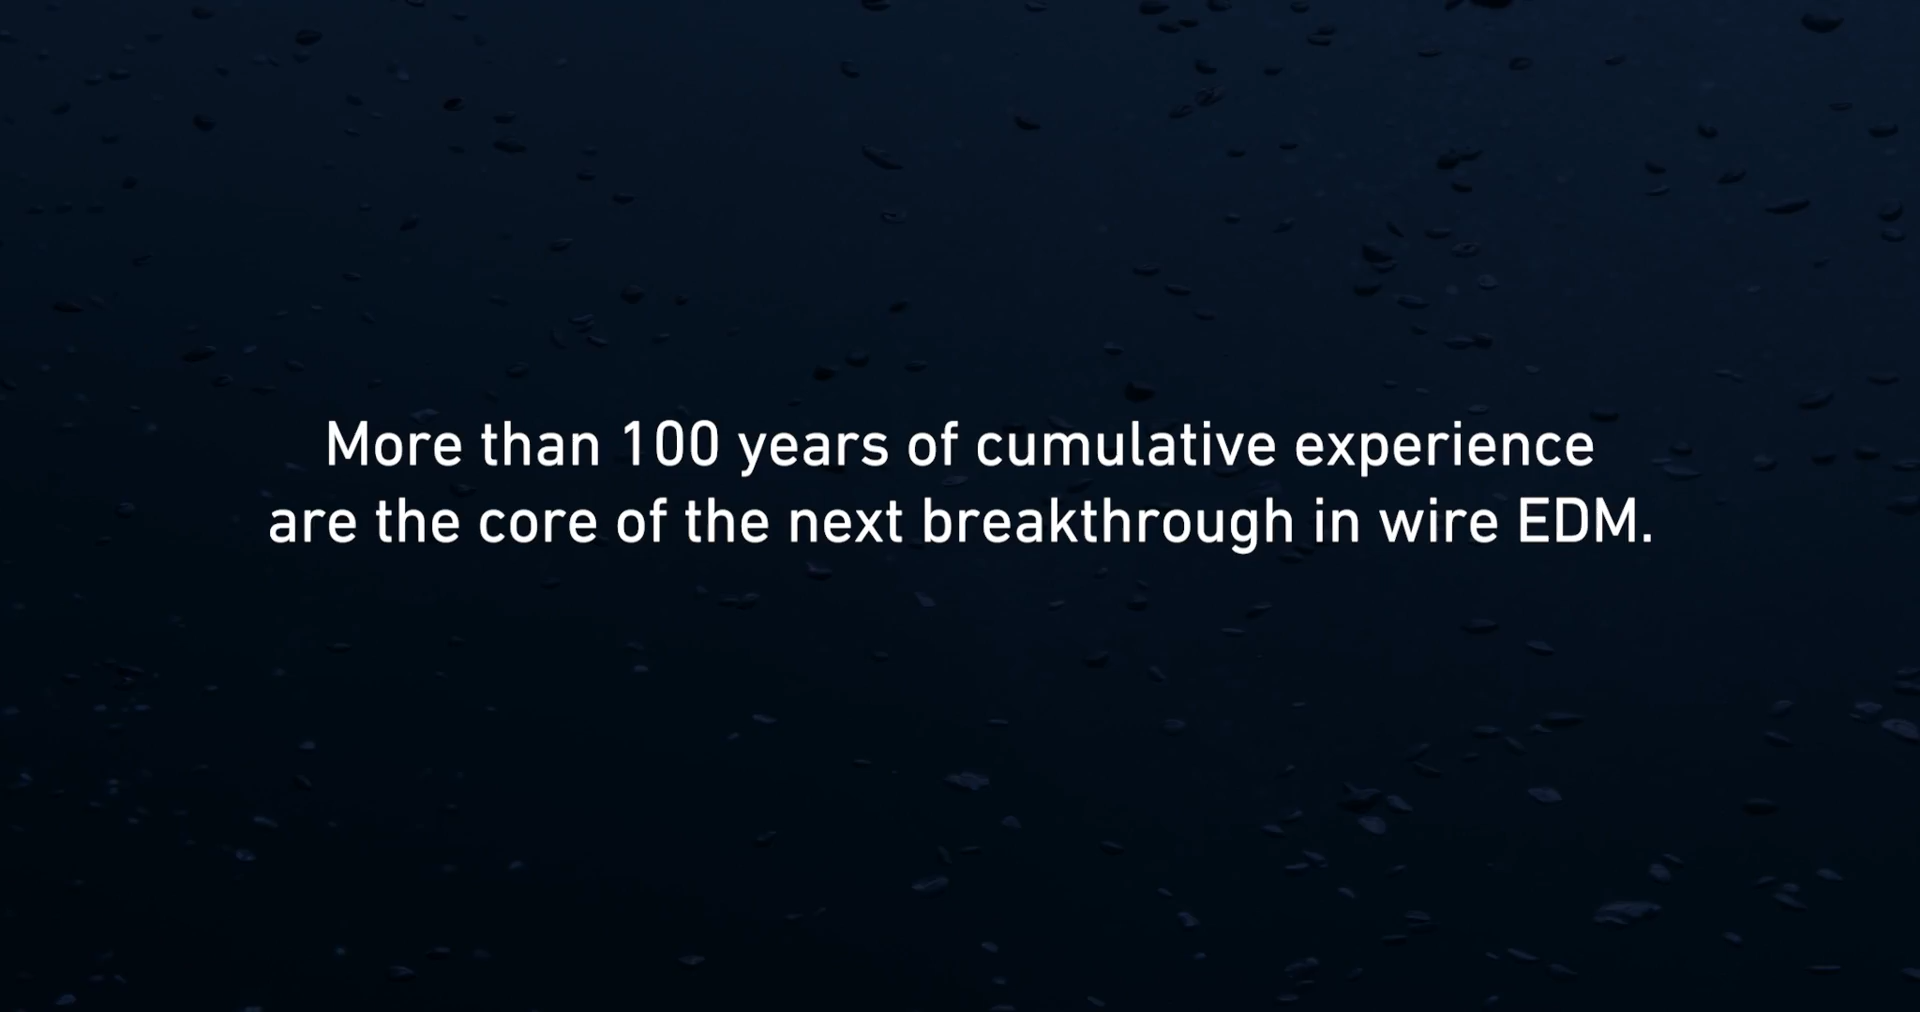 More than 100 years of cumulative experience
are the core of the next breakthrough in wire EDM.